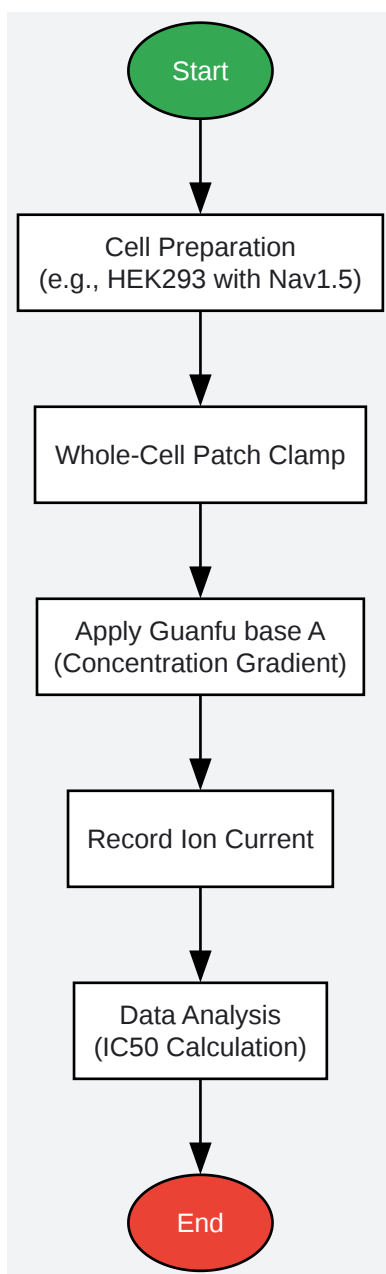 Start
Cell Preparation
(e.g., HEK293 with Nav1.5)
Whole-Cell Patch Clamp
Apply Guanfu base A
(Concentration Gradient)
Record Ion Current
Data Analysis
(IC50 Calculation)
End